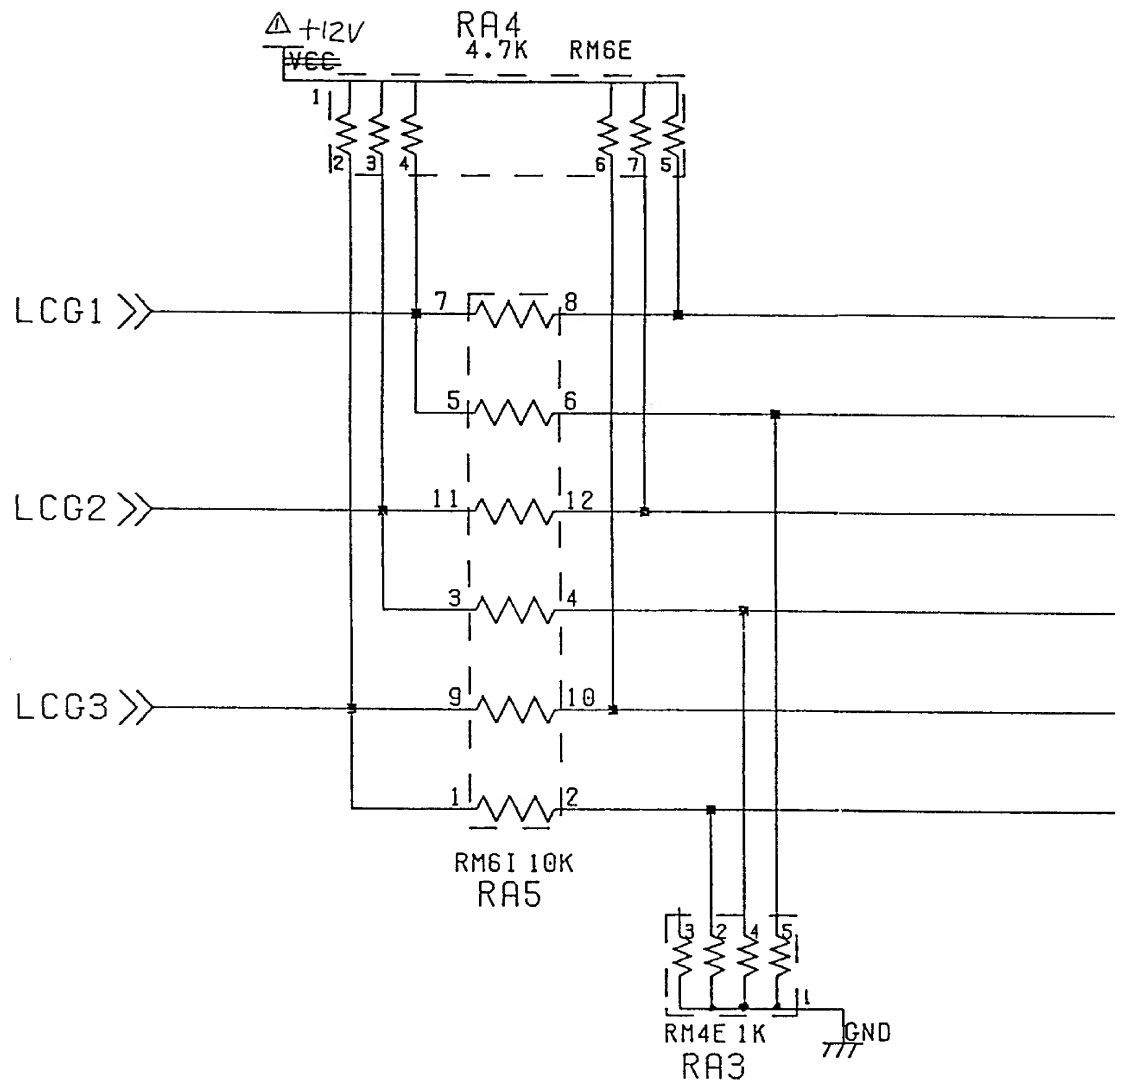 1 +12V
RA4
4.7K RM6E
VCC
1
2 3 4 6 7 5
LCG1 7 8
5 6
LCG2 11 12
3 4
LCG3 9 10
1 2
RM6I 10K
RA5
3 2 4 5
1
RM4E 1K GND
RA3